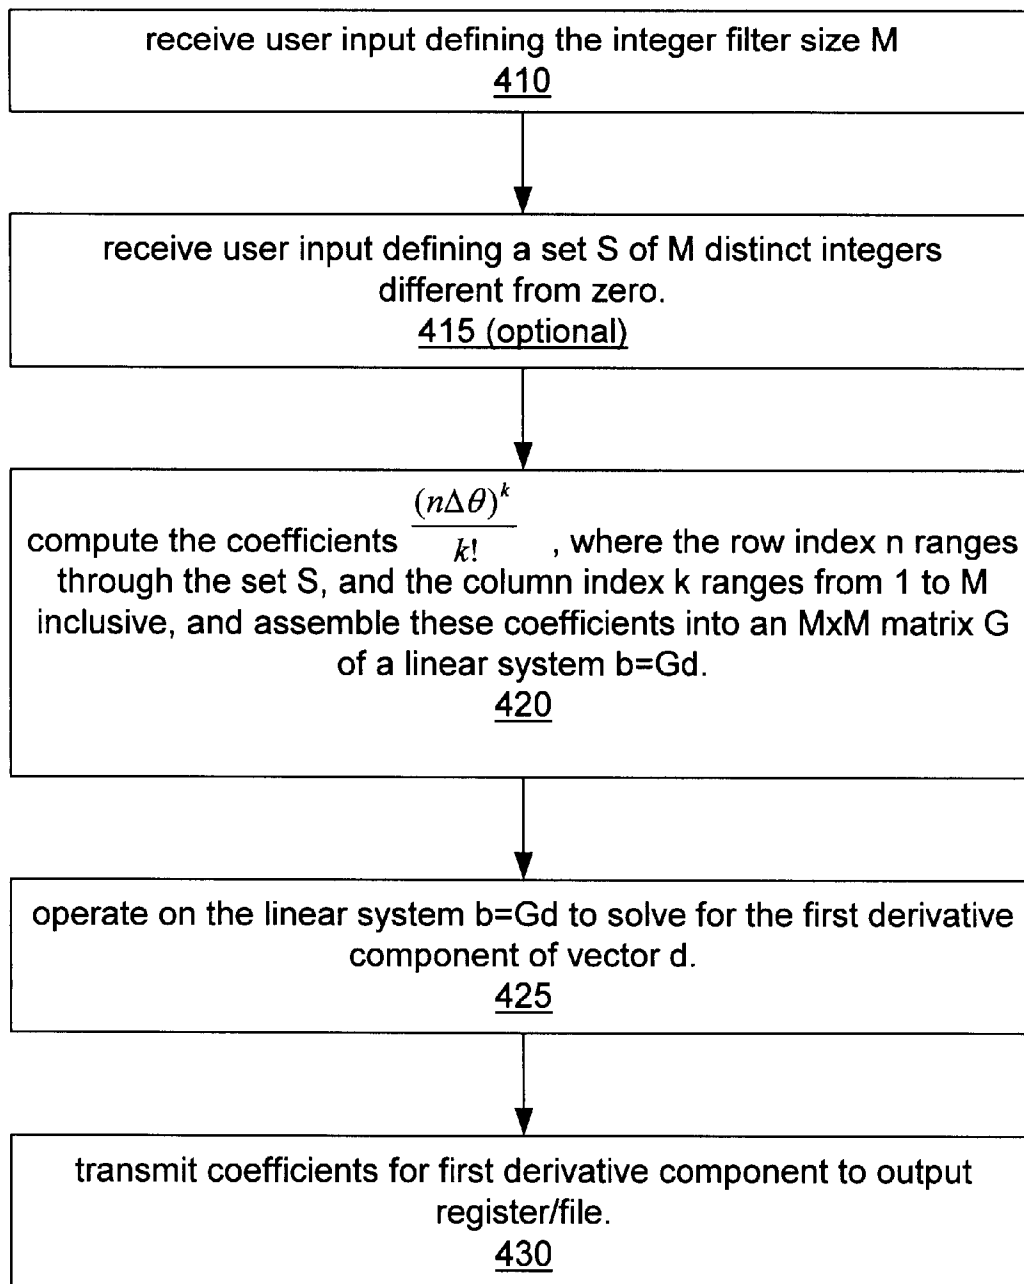 receive user input defining the integer filter size M
410
receive user input defining a set S of M distinct integers
different from zero.
415 (optional)
compute the coefficients (nΔθ)^k / k! , where the row index n ranges
through the set S, and the column index k ranges from 1 to M
inclusive, and assemble these coefficients into an MxM matrix G
of a linear system b=Gd.
420
operate on the linear system b=Gd to solve for the first derivative
component of vector d.
425
transmit coefficients for first derivative component to output
register/file.
430